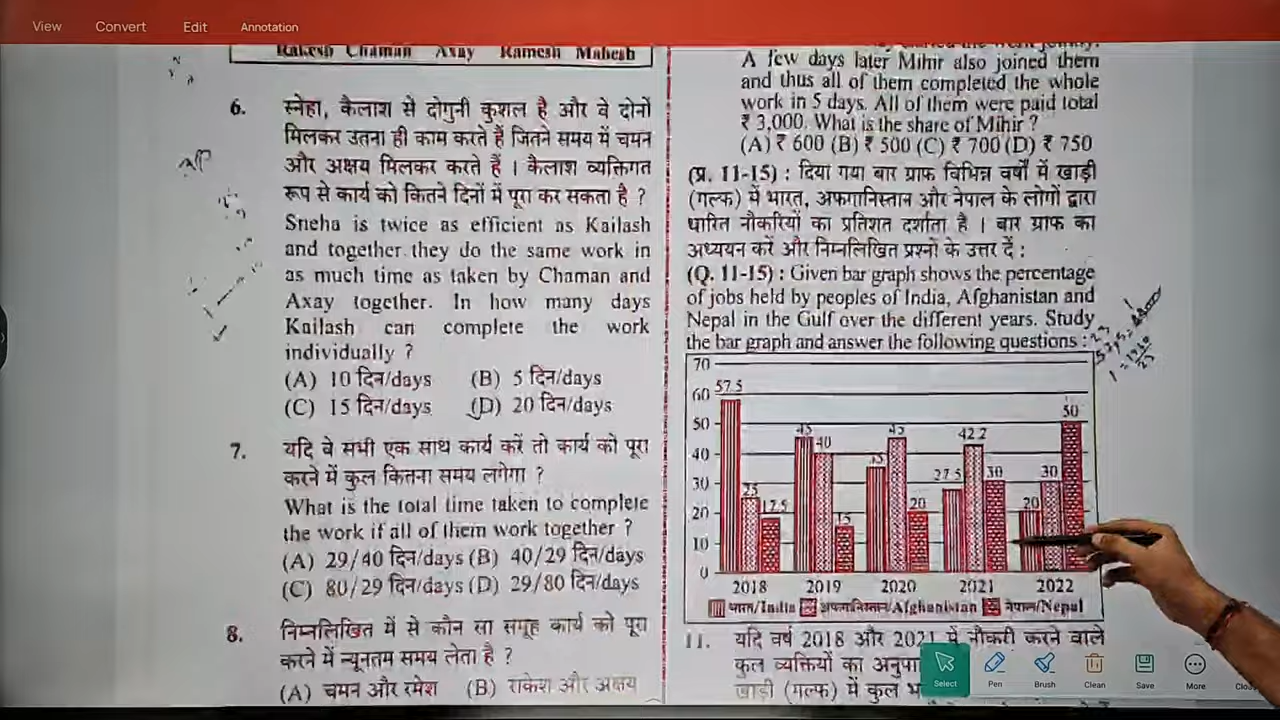 View Convert Edit Annotation
Rakesh Chaman Axay Ramesh Mahesh
6. स्नेहा, कैलाश से दोगुनी कुशल है और वे दोनों
मिलकर उतना ही काम करते हैं जितने समय में चमन
और अक्षय मिलकर करते हैं । कैलाश व्यक्तिगत
रूप से कार्य को कितने दिनों में पूरा कर सकता है ?
Sneha is twice as efficient as Kailash
and together they do the same work in
as much time as taken by Chaman and
Axay together. In how many days
Kailash can complete the work
individually ?
(A) 10 दिन/days (B) 5 दिन/days
(C) 15 दिन/days (D) 20 दिन/days
7. यदि वे सभी एक साथ कार्य करें तो कार्य को पूरा
करने में कुल कितना समय लगेगा ?
What is the total time taken to complete
the work if all of them work together ?
(A) 29/40 दिन/days (B) 40/29 दिन/days
(C) 80/29 दिन/days (D) 29/80 दिन/days
8. निम्नलिखित में से कौन सा समूह कार्य को पूरा
करने में न्यूनतम समय लेता है ?
(A) चमन और रमेश (B) राकेश और अक्षय
A few days later Mihir also joined them
and thus all of them completed the whole
work in 5 days. All of them were paid total
₹ 3,000. What is the share of Mihir ?
(A) ₹ 600 (B) ₹ 500 (C) ₹ 700 (D) ₹ 750
(प्र. 11-15) : दिया गया बार ग्राफ विभिन्न वर्षों में खाड़ी
(गल्फ) में भारत, अफगानिस्तान और नेपाल के लोगों द्वारा
धारित नौकरियों का प्रतिशत दर्शाता है । बार ग्राफ का
अध्ययन करें और निम्नलिखित प्रश्नों के उत्तर दें :
(Q. 11-15) : Given bar graph shows the percentage
of jobs held by peoples of India, Afghanistan and
Nepal in the Gulf over the different years. Study
the bar graph and answer the following questions :
70
60
50
40
30
20
10
0
57.5 25 17.5
45 40 15
35 45 20
27.5 42.2 30
20 30 50
2018 2019 2020 2021 2022
भारत/India अफगानिस्तान/Afghanistan नेपाल/Nepal
11. यदि वर्ष 2018 और 2021 में नौकरी करने वाले
कुल व्यक्तियों का अनुपा
खाड़ी (गल्फ) में कुल भ
Select Pen Brush Clean Save More